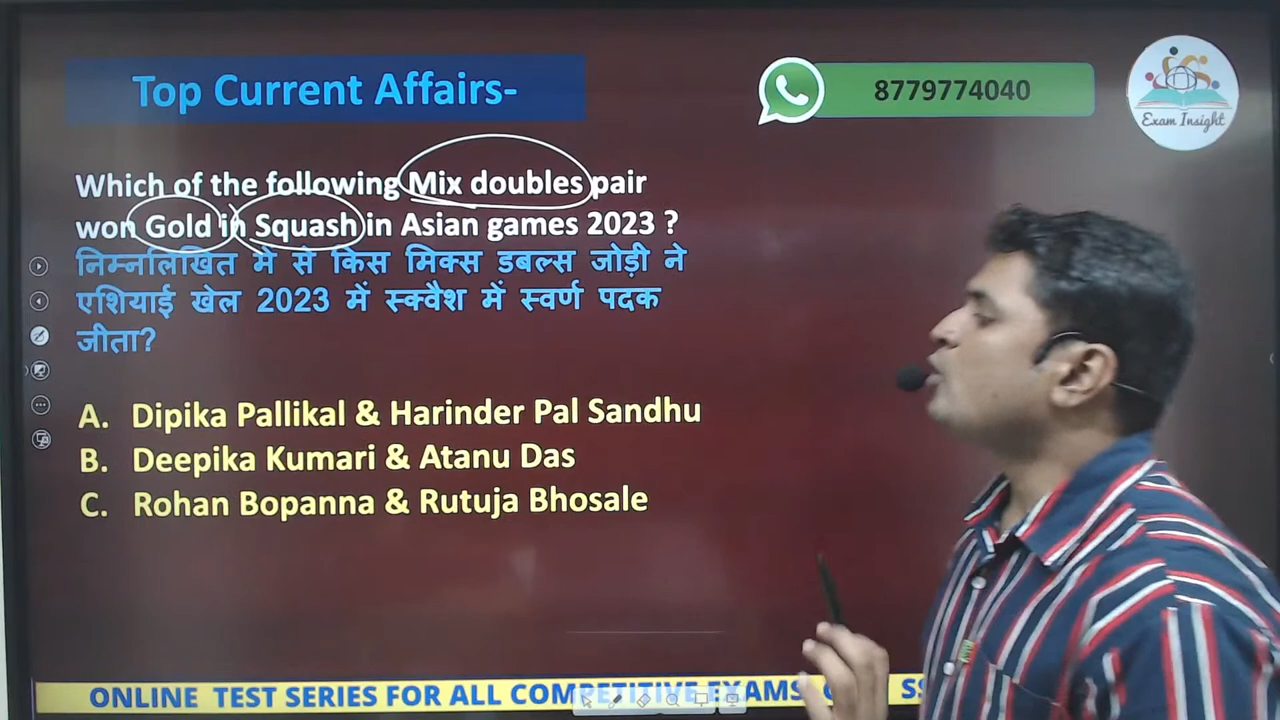 Top Current Affairs-
8779774040
Exam Insight
Which of the following Mix doubles pair
won Gold in Squash in Asian games 2023 ?
निम्नलिखित में से किस मिक्स डबल्स जोड़ी ने
एशियाई खेल 2023 में स्क्वैश में स्वर्ण पदक
जीता?
A. Dipika Pallikal & Harinder Pal Sandhu
B. Deepika Kumari & Atanu Das
C. Rohan Bopanna & Rutuja Bhosale
ONLINE TEST SERIES FOR ALL COMPETITIVE EXAMS